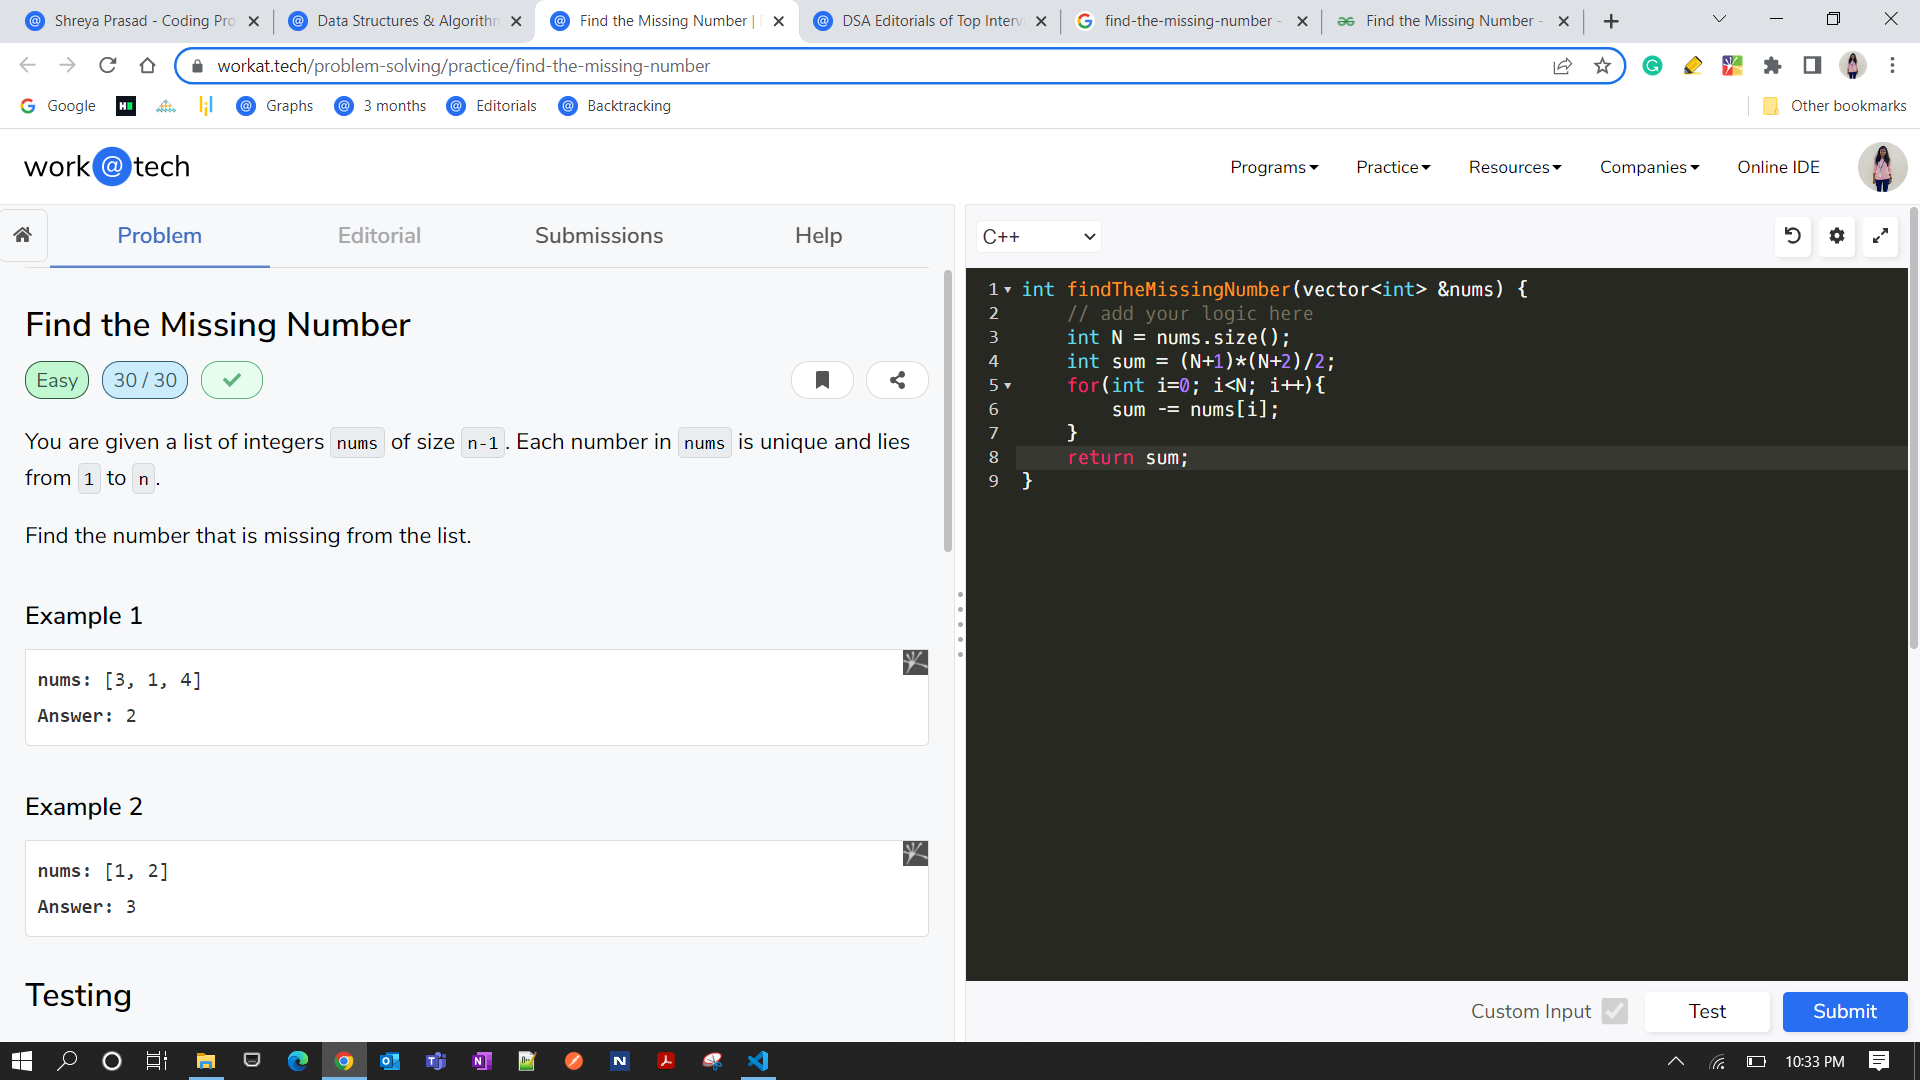 Shreya Prasad - Coding Pro
Data Structures & Algorithm
Find the Missing Number |
DSA Editorials of Top Intervi
find-the-missing-number -
Find the Missing Number -
workat.tech/problem-solving/practice/find-the-missing-number
Google
Graphs
3 months
Editorials
Backtracking
Other bookmarks
work@tech
Programs
Practice
Resources
Companies
Online IDE
Problem
Editorial
Submissions
Help
C++
Find the Missing Number
Easy
30 / 30
You are given a list of integers nums of size n-1. Each number in nums is unique and lies
from 1 to n.
Find the number that is missing from the list.
Example 1
nums: [3, 1, 4]
Answer: 2
Example 2
nums: [1, 2]
Answer: 3
Testing
1 int findTheMissingNumber(vector<int> &nums) {
2 // add your logic here
3 int N = nums.size();
4 int sum = (N+1)*(N+2)/2;
5 for(int i=0; i<N; i++){
6 sum -= nums[i];
7 }
8 return sum;
9 }
Custom Input
Test
Submit
10:33 PM